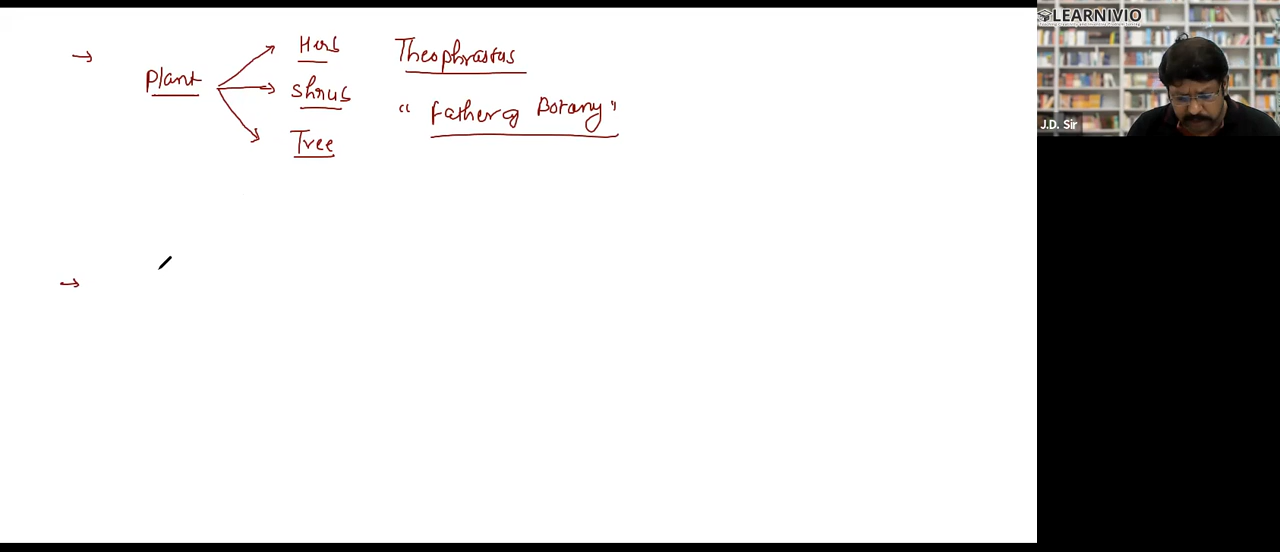 → Plant → Herb
→ Shrub
→ Tree
Theophrastus
"Father of Botany"
→
LEARNIVIO
J.D. Sir